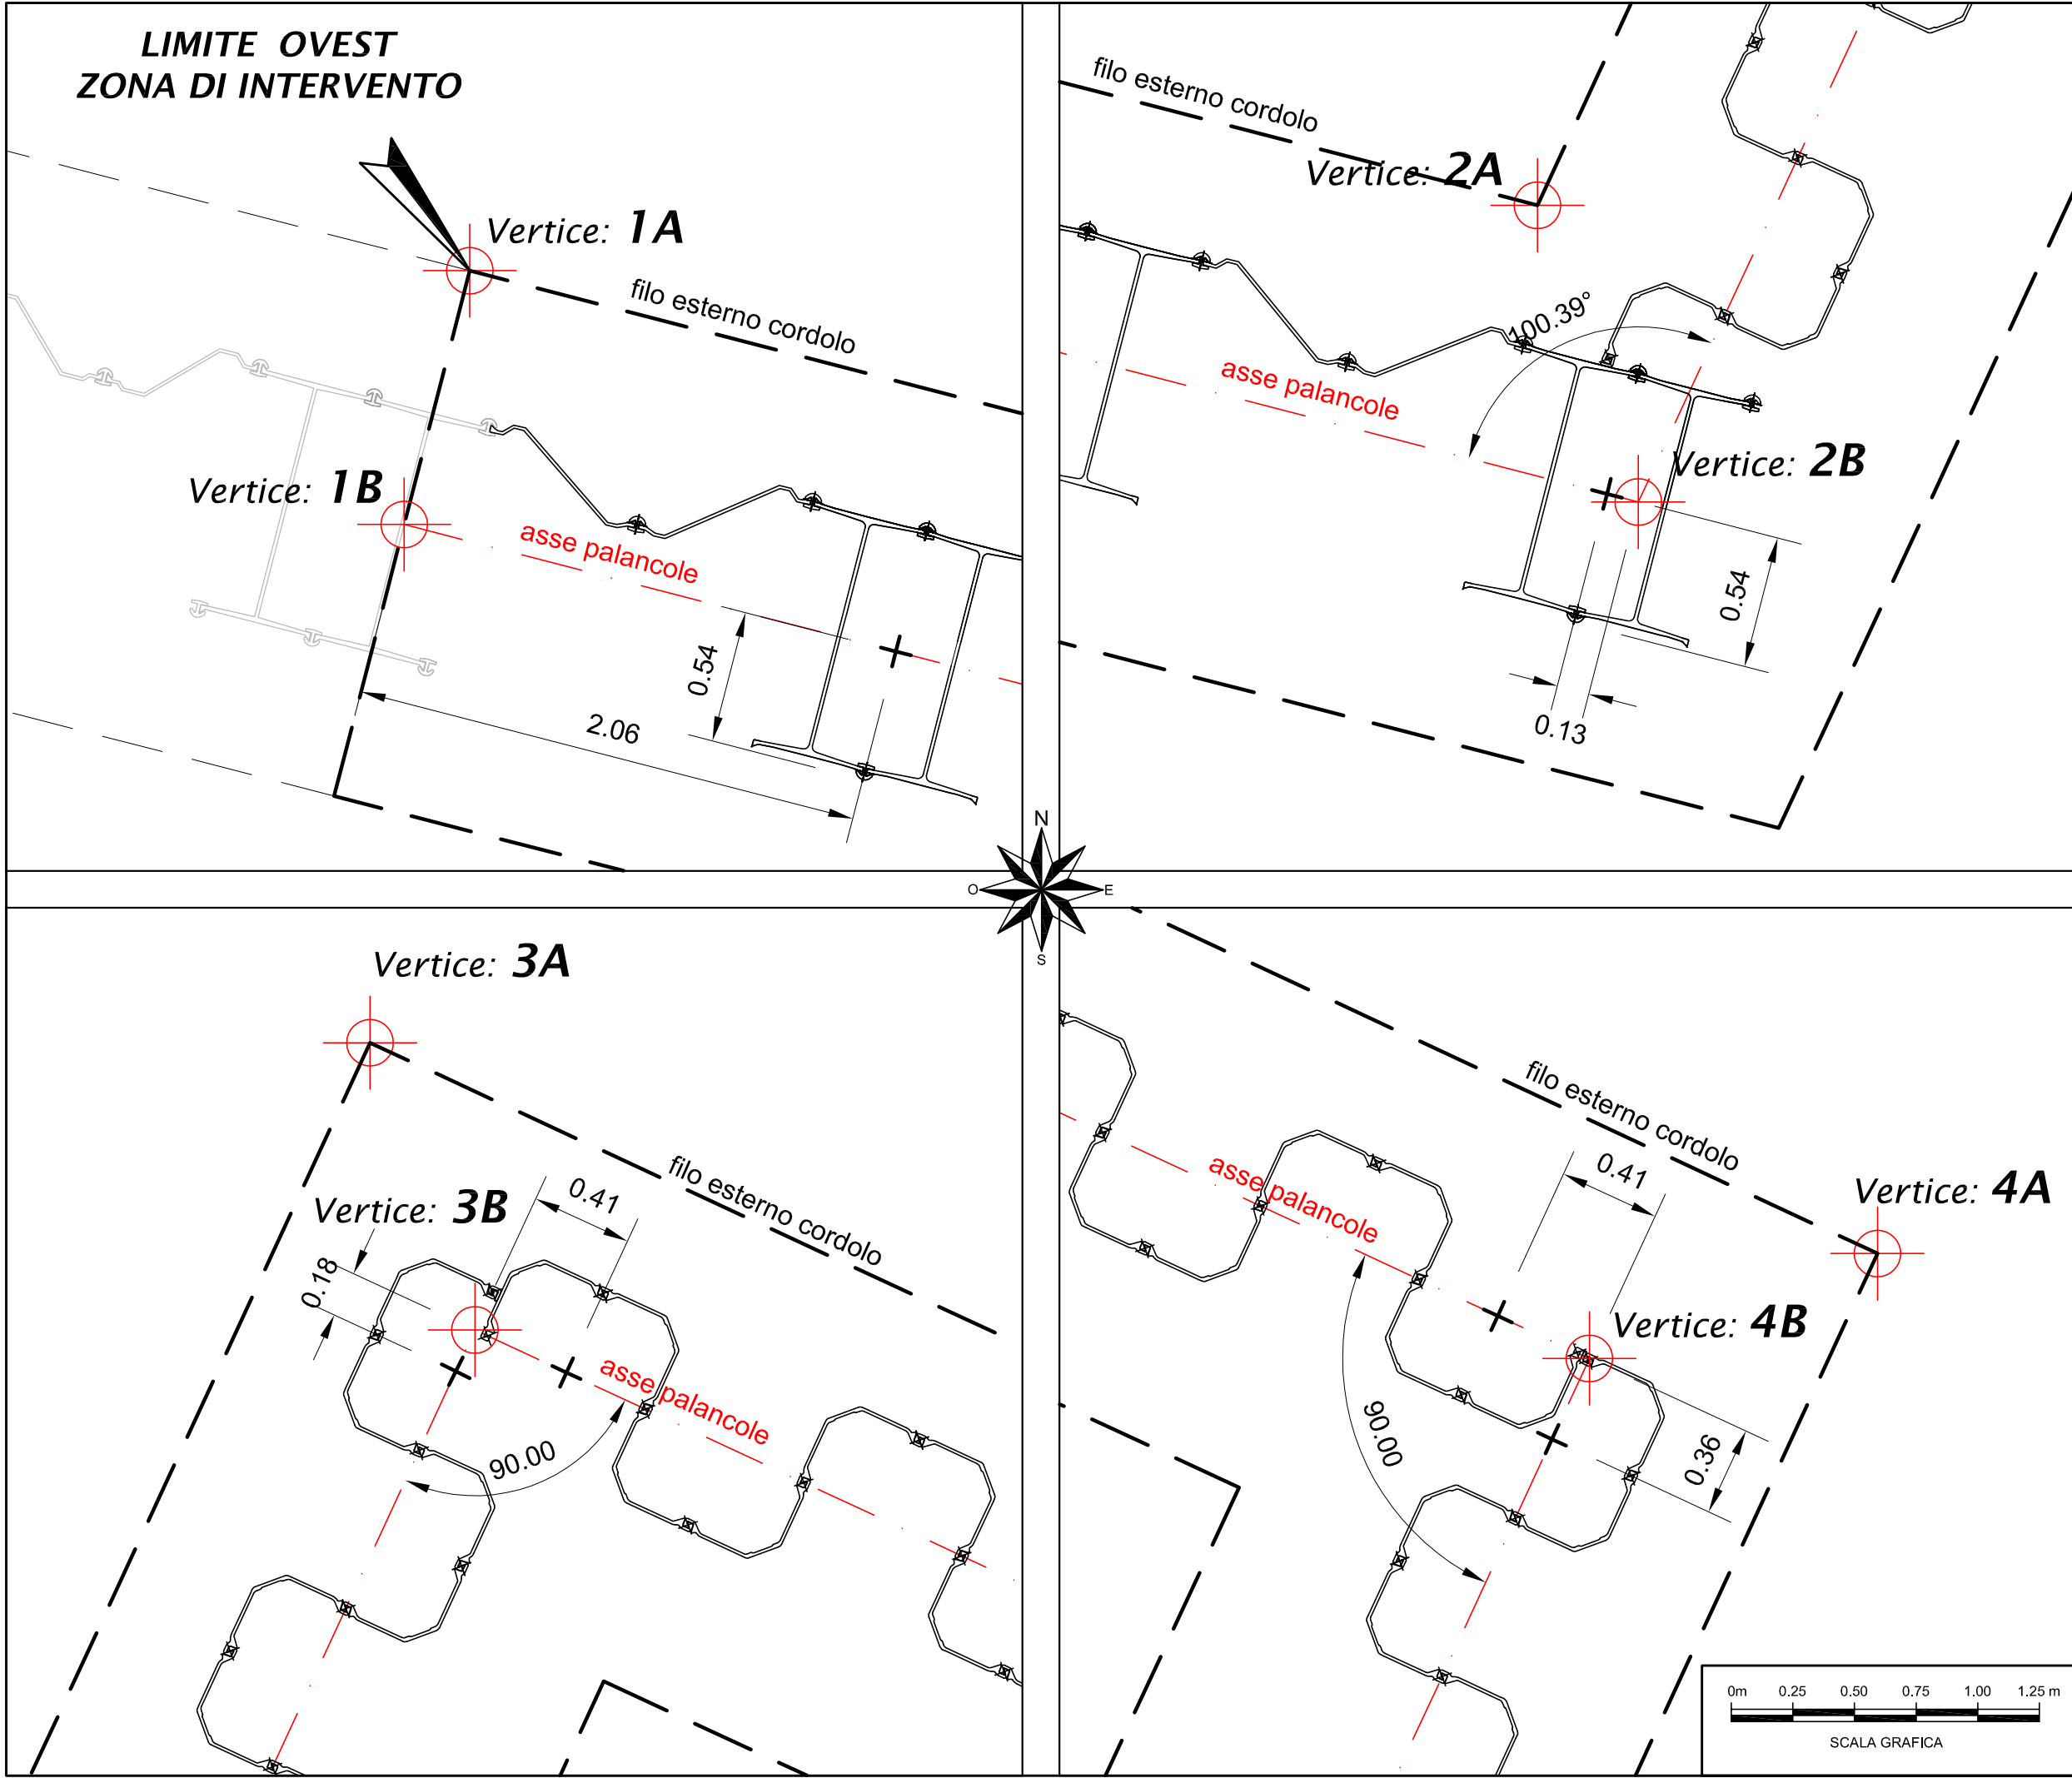 LIMITE OVEST
ZONA DI INTERVENTO
Vertice: 1A
filo esterno cordolo
Vertice: 1B
asse palancole
0.54
2.06
filo esterno cordolo
Vertice: 2A
100.39°
asse palancole
Vertice: 2B
0.54
0.13
N
O
E
S
Vertice: 3A
filo esterno cordolo
Vertice: 3B
0.41
0.18
asse palancole
90.00
filo esterno cordolo
0.41
Vertice: 4A
asse palancole
Vertice: 4B
90.00
0.36
0m 0.25 0.50 0.75 1.00 1.25 m
SCALA GRAFICA